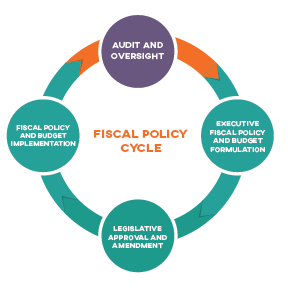 AUDIT AND
OVERSIGHT
FISCAL POLICY
AND BUDGET
IMPLEMENTATION
FISCAL POLICY
CYCLE
EXECUTIVE
FISCAL POLICY
AND BUDGET
FORMULATION
LEGISLATIVE
APPROVAL AND
AMENDMENT